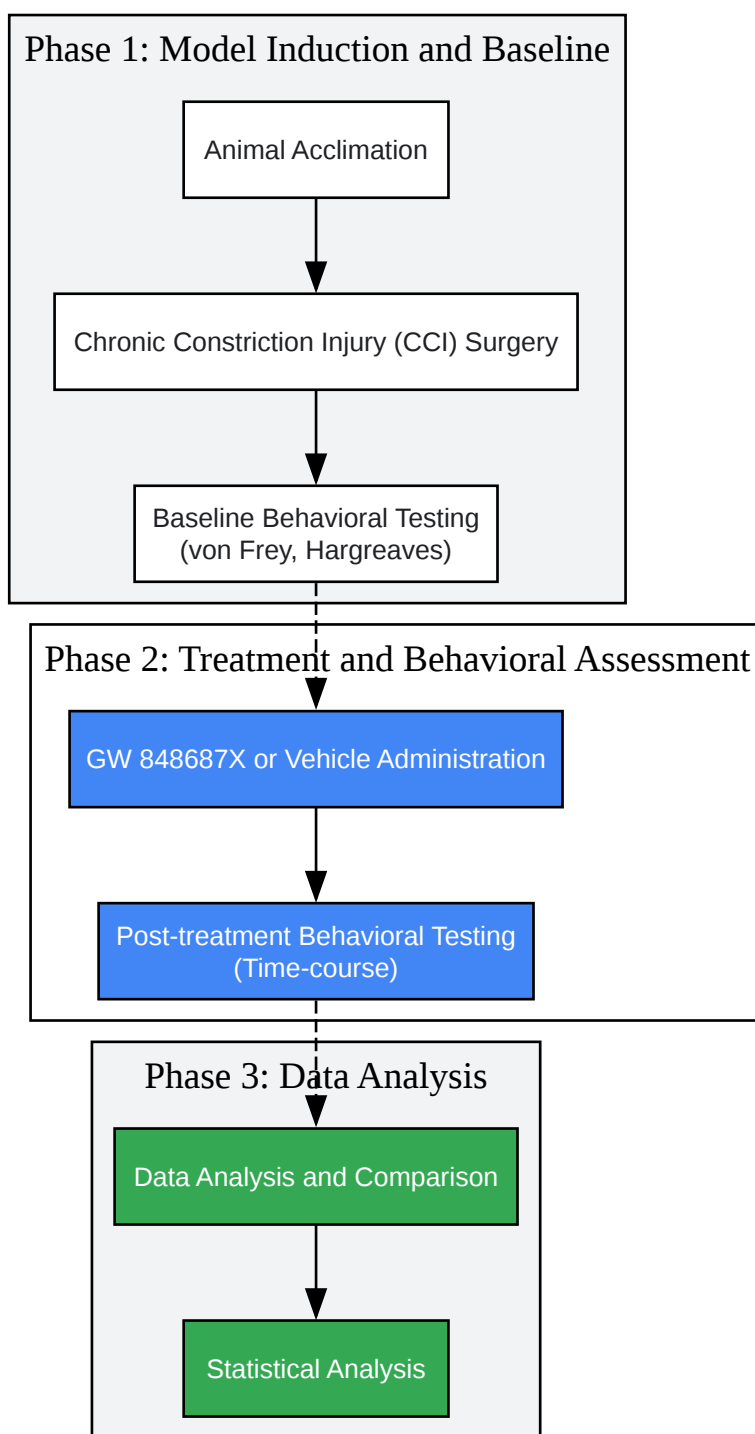 Phase 1: Model Induction and Baseline
Animal Acclimation
Chronic Constriction Injury (CCI) Surgery
Baseline Behavioral Testing
(von Frey, Hargreaves)
Phase 2: Treatment and Behavioral Assessment
GW 848687X or Vehicle Administration
Post-treatment Behavioral Testing
(Time-course)
Phase 3: Data Analysis
Data Analysis and Comparison
Statistical Analysis